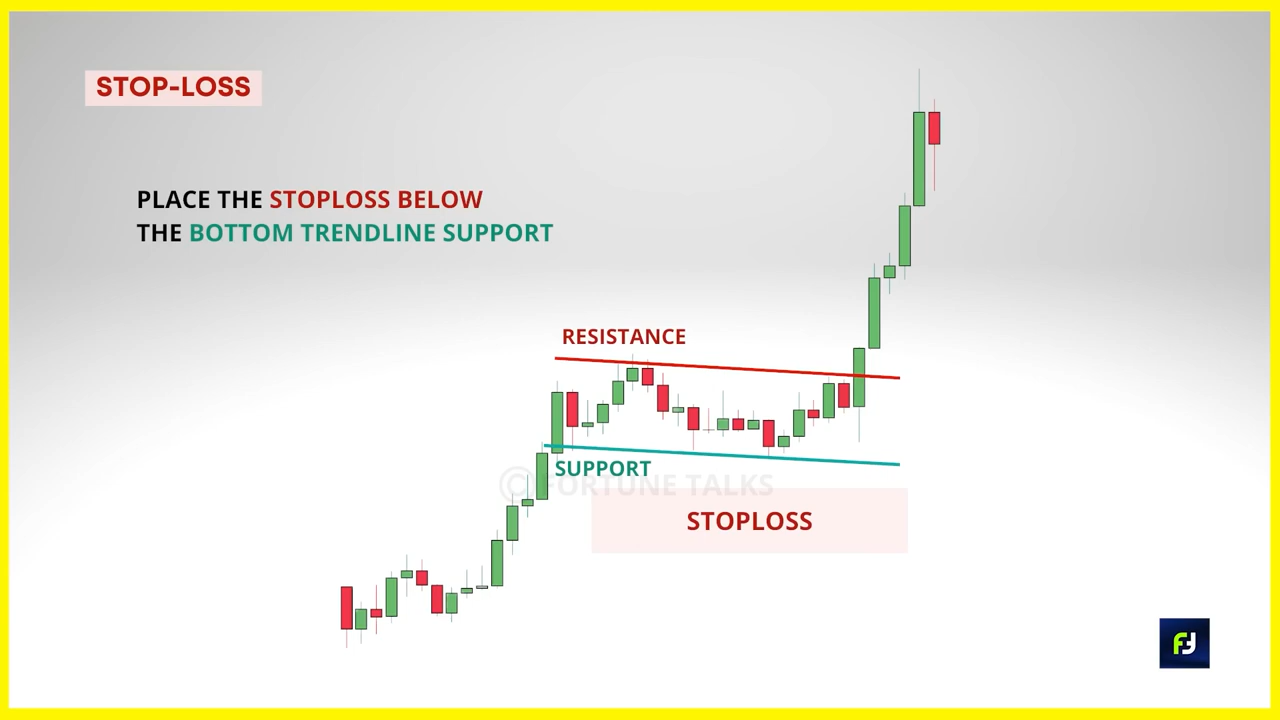 STOP-LOSS
PLACE THE STOPLOSS BELOW
THE BOTTOM TRENDLINE SUPPORT
RESISTANCE
SUPPORT
© FORTUNE TALKS
STOPLOSS